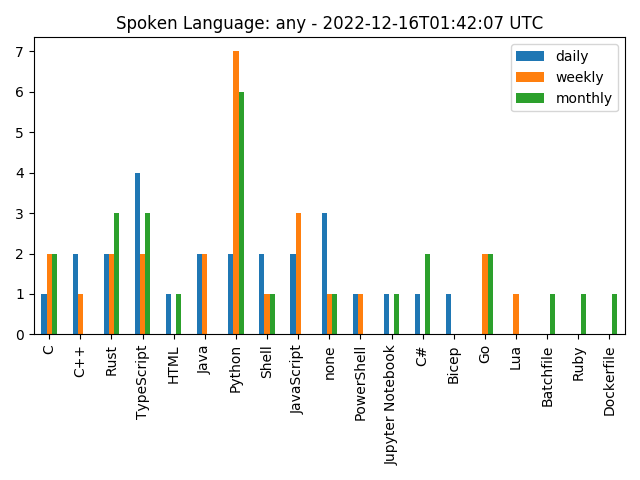 Spoken Language: any - 2022-12-16T01:42:07 UTC
daily
weekly
monthly
7
6
5
4
3
2
1
0
C
C++
Rust
TypeScript
HTML
Java
Python
Shell
JavaScript
none
PowerShell
Jupyter Notebook
C#
Bicep
Go
Lua
Batchfile
Ruby
Dockerfile